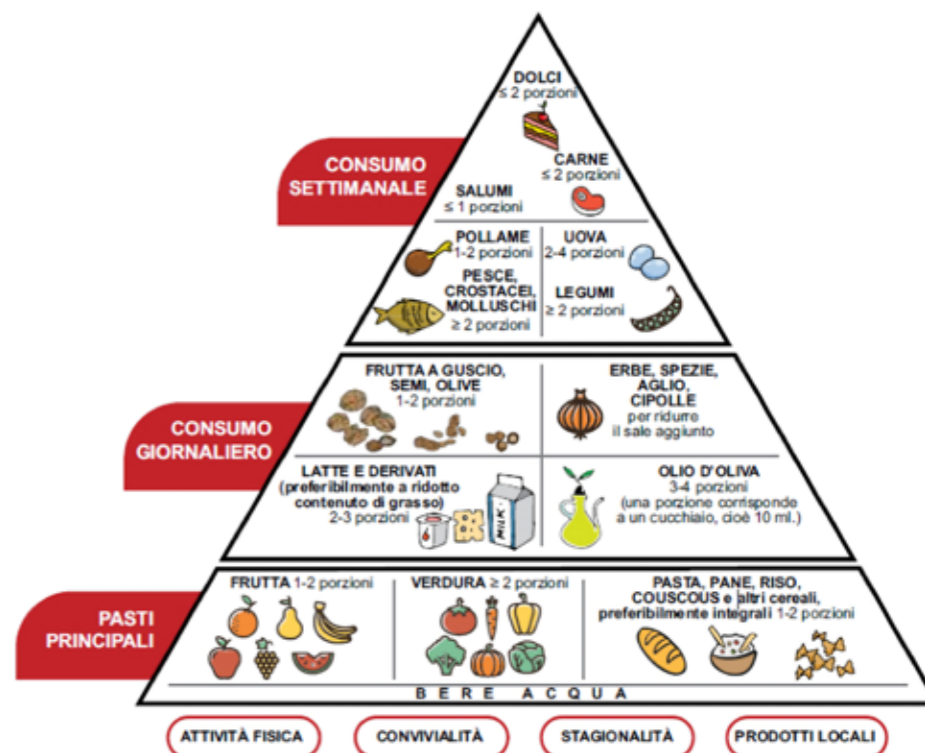 DOLCI
≤ 2 porzioni
CONSUMO
SETTIMANALE
CARNE
≤ 2 porzioni
SALUMI
≤ 1 porzioni
POLLAME
1-2 porzioni
UOVA
2-4 porzioni
PESCE,
CROSTACEI,
MOLLUSCHI
≥ 2 porzioni
LEGUMI
≥ 2 porzioni
CONSUMO
GIORNALIERO
FRUTTA A GUSCIO,
SEMI, OLIVE
1-2 porzioni
ERBE, SPEZIE,
AGLIO,
CIPOLLE
per ridurre
il sale aggiunto
LATTE E DERIVATI
(preferibilmente a ridotto
contenuto di grasso)
2-3 porzioni
MILK
OLIO D'OLIVA
3-4 porzioni
(una porzione corrisponde
a un cucchiaio, cioè 10 ml.)
PASTI
PRINCIPALI
FRUTTA 1-2 porzioni
VERDURA ≥ 2 porzioni
PASTA, PANE, RISO,
COUSCOUS e altri cereali,
preferibilmente integrali 1-2 porzioni
BERE ACQUA
ATTIVITÀ FISICA
CONVIVIALITÀ
STAGIONALITÀ
PRODOTTI LOCALI